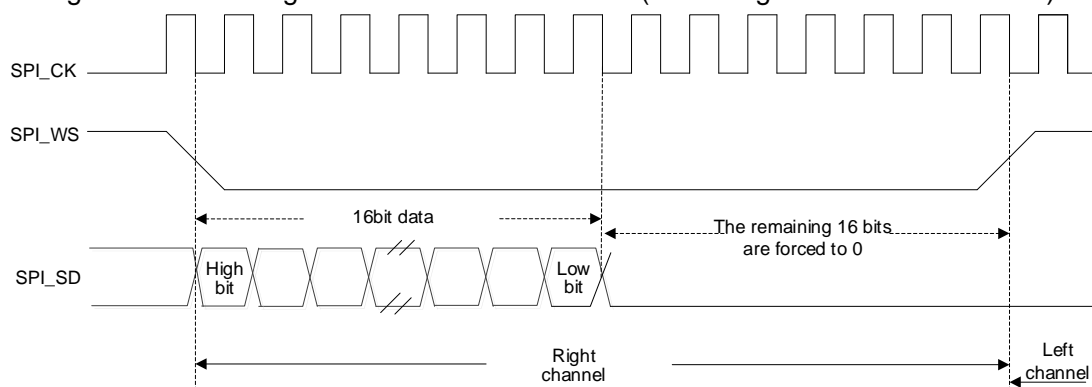 SPI_CK
SPI_WS
16bit data
The remaining 16 bits
are forced to 0
SPI_SD
High
bit
Low
bit
Right
channel
Left
channel